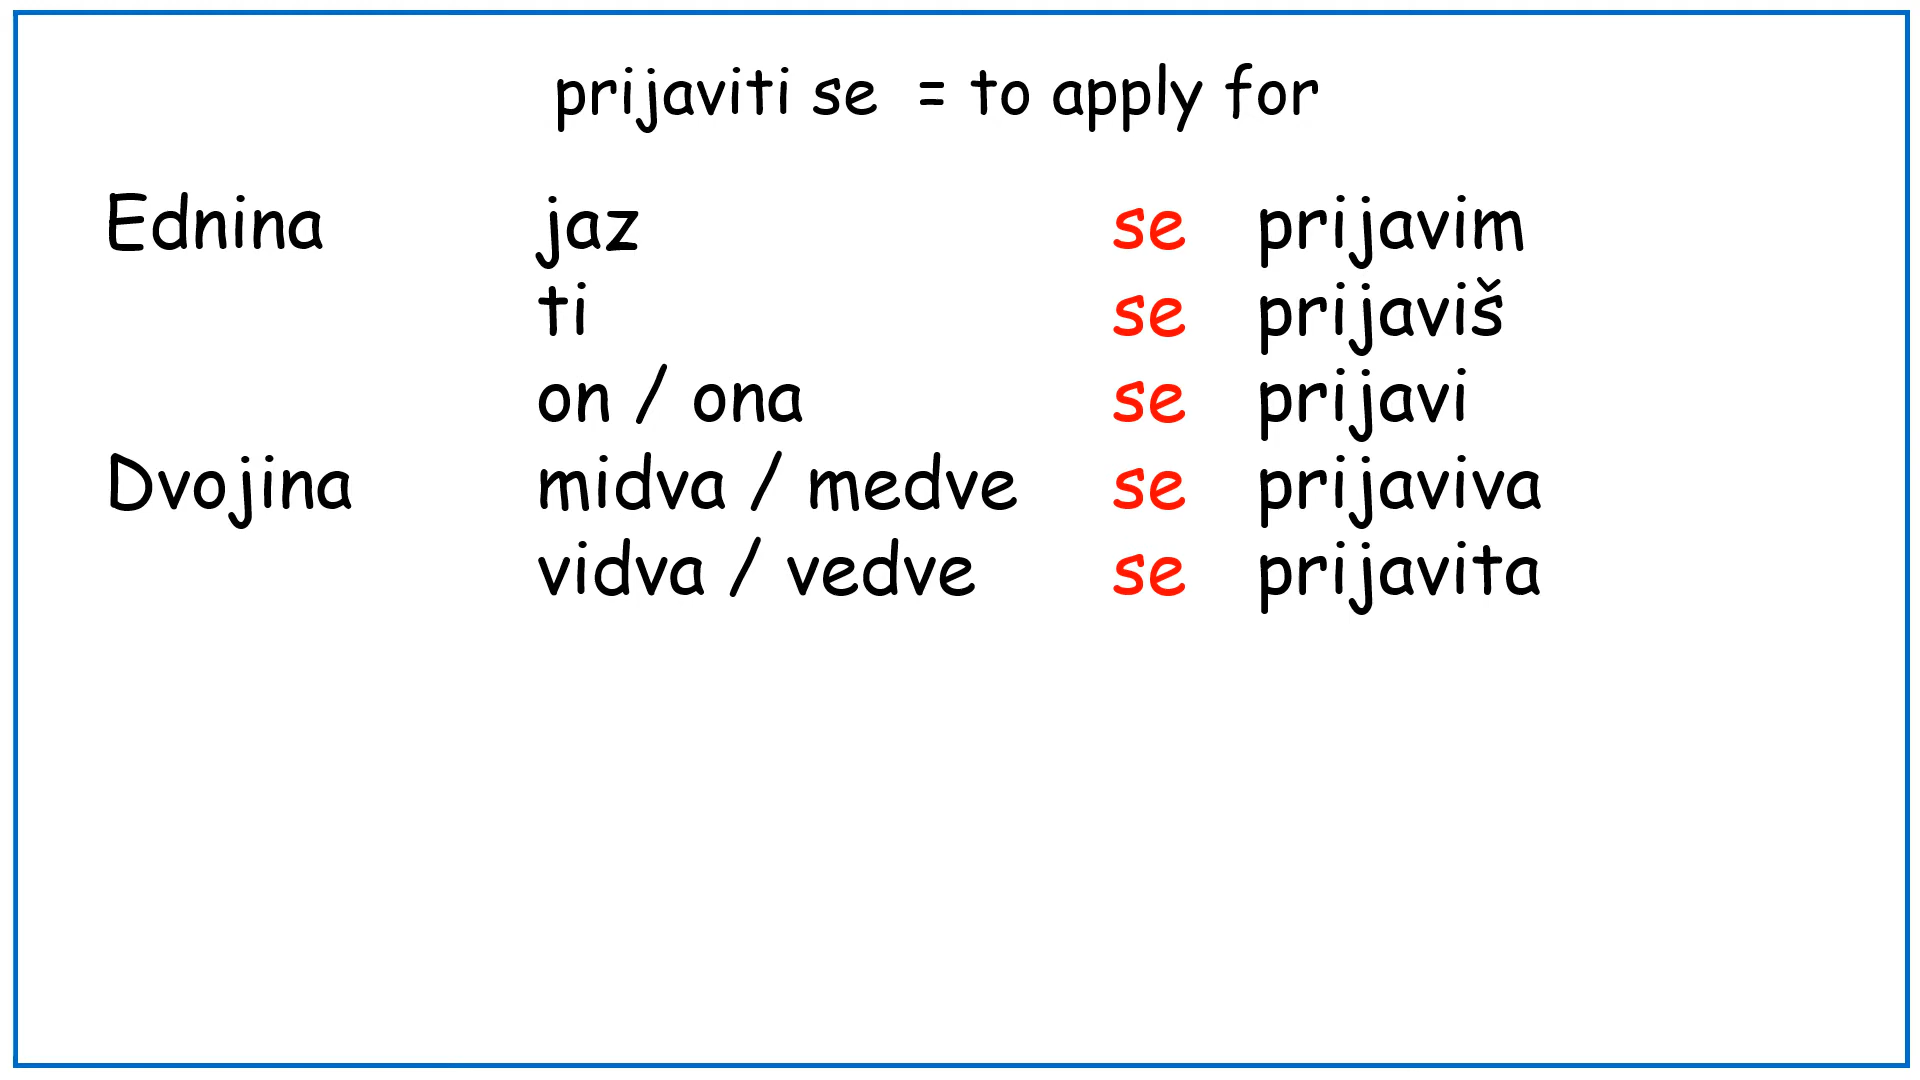 prijaviti se = to apply for
Ednina jaz se prijavim
ti se prijaviš
on / ona se prijavi
Dvojina midva / medve se prijaviva
vidva / vedve se prijavita